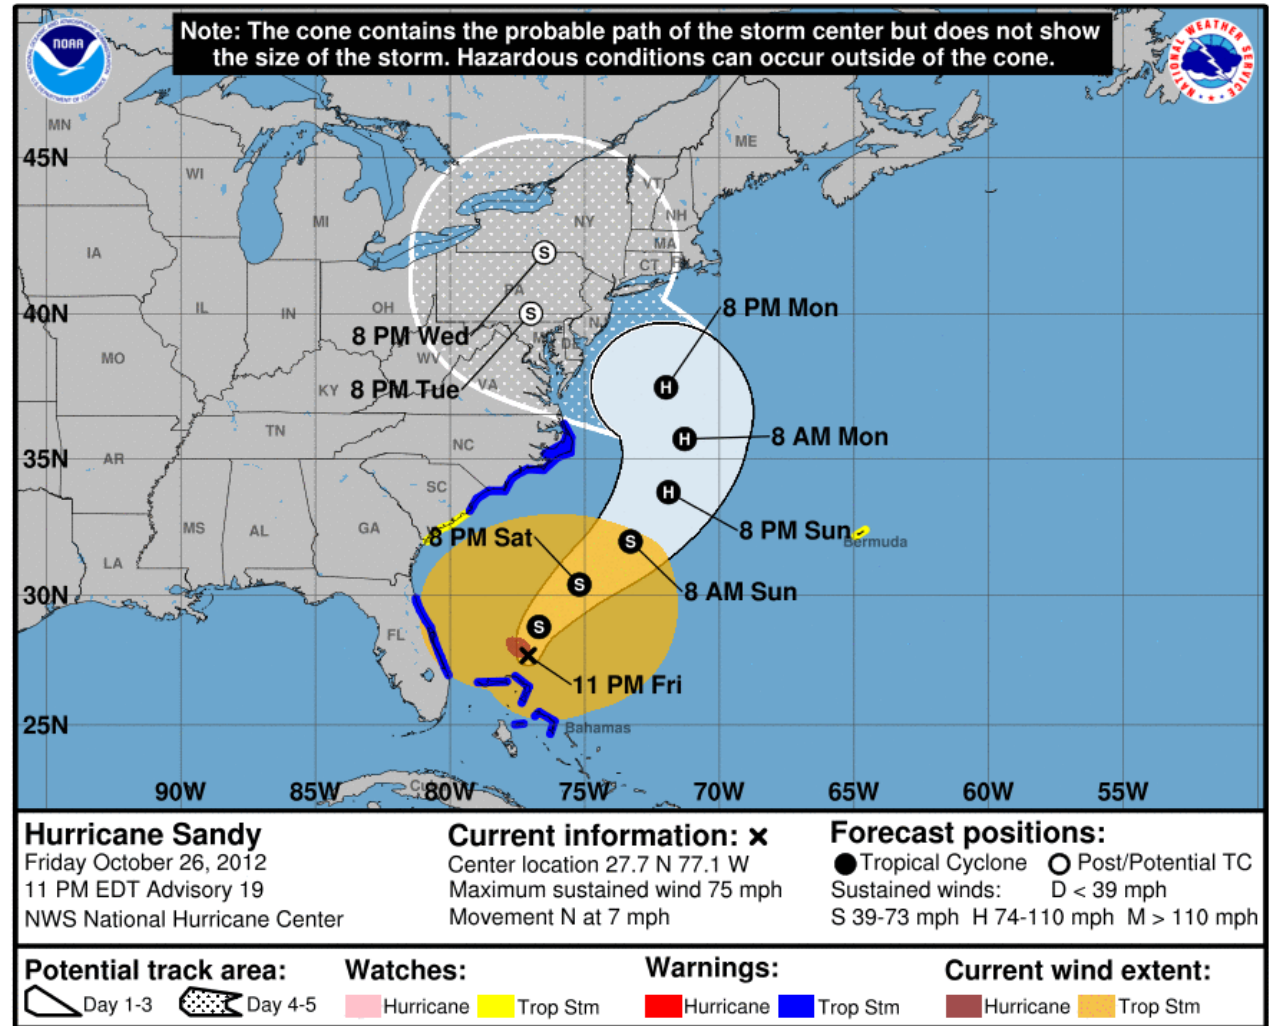 Note: The cone contains the probable path of the storm center but does not show
the size of the storm. Hazardous conditions can occur outside of the cone.
NOAA
NATIONAL WEATHER SERVICE
MN
ME
45N
WI
VT
MI
NY
NH
MA
IA
CT
RI
PA
40N
IL
IN
OH
NJ
8 PM Mon
8 PM Wed
MD
DE
MO
WV
KY
8 PM Tue
VA
TN
NC
8 AM Mon
35N
AR
SC
MS
AL
GA
8 PM Sat
8 PM Sun
Bermuda
LA
30N
8 AM Sun
FL
11 PM Fri
25N
Bahamas
S
S
H
H
H
S
S
S
90W 85W 80W 75W 70W 65W 60W 55W
Hurricane Sandy
Friday October 26, 2012
11 PM EDT Advisory 19
NWS National Hurricane Center
Current information: ×
Center location 27.7 N 77.1 W
Maximum sustained wind 75 mph
Movement N at 7 mph
Forecast positions:
Tropical Cyclone Post/Potential TC
Sustained winds: D < 39 mph
S 39-73 mph H 74-110 mph M > 110 mph
Potential track area:
Day 1-3 Day 4-5
Watches:
Hurricane Trop Stm
Warnings:
Hurricane Trop Stm
Current wind extent:
Hurricane Trop Stm